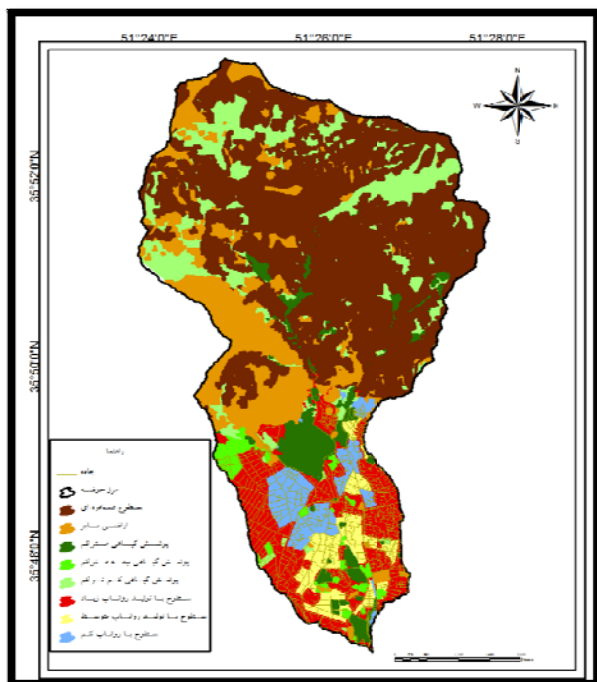 51°24'0"E 51°26'0"E 51°28'0"E
N
W E
S
35°52'0"N
35°50'0"N
35°48'0"N
راهنما
جاده
مرز حوضه
سطوح صخره ای
اراضی بایر
پوشش گیاهی متراکم
پوشش گیاهی نیمه متراکم
پوشش گیاهی کم تراکم
سطوح با تولید رواناب زیاد
سطوح با تولید رواناب متوسط
سطوح با رواناب کم